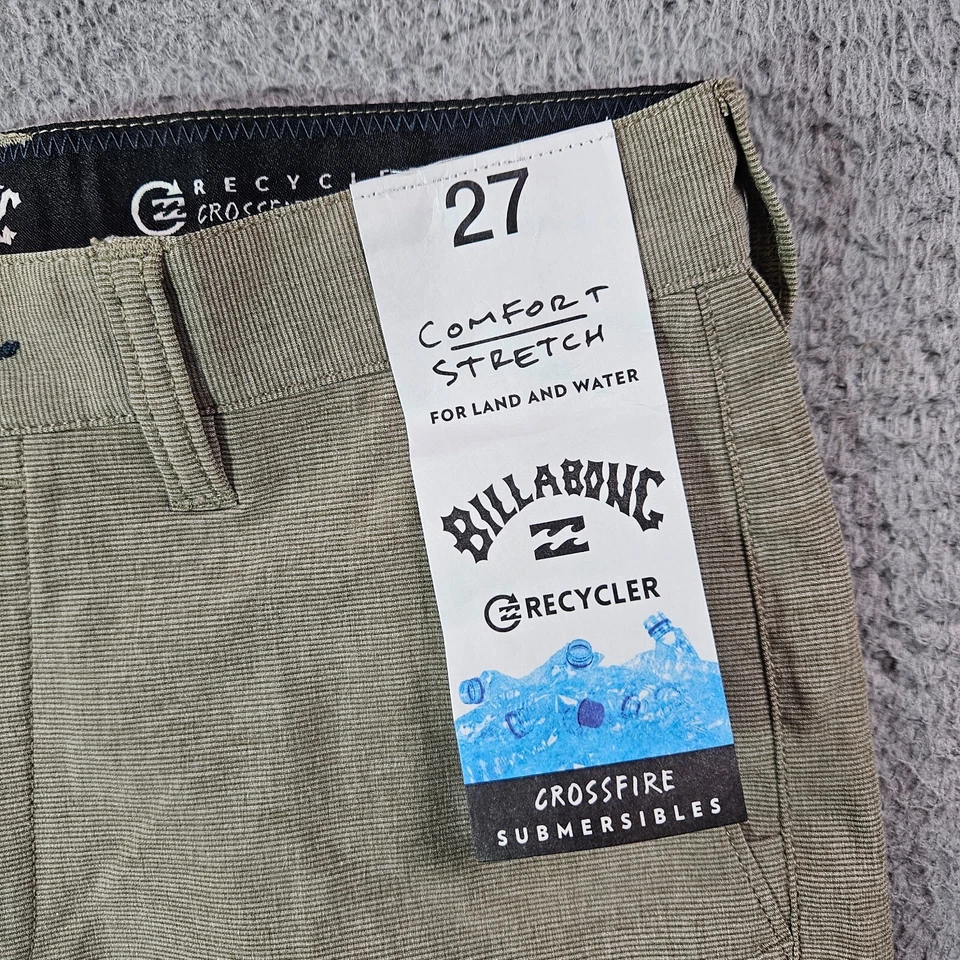 RECYCLE
27
COMFORT
STRETCH
FOR LAND AND WATER
BILLABONG
RECYCLER
CROSSFIRE
SUBMERSIBLES